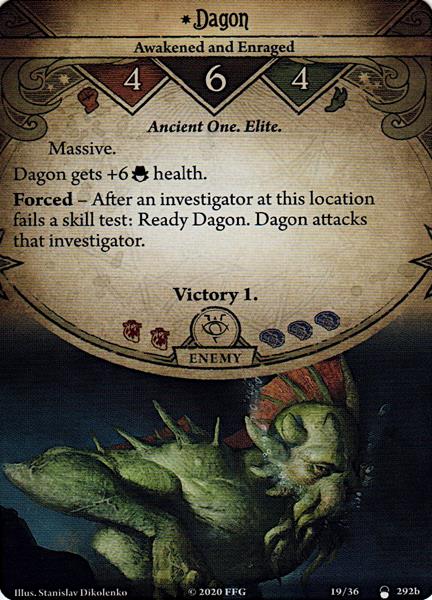 Dagon
Awakened and Enraged
4 6 4
Ancient One. Elite.
Massive.
Dagon gets +6 health.
Forced – After an investigator at this location
fails a skill test: Ready Dagon. Dagon attacks
that investigator.
Victory 1.
ENEMY
Illus. Stanislav Dikolenko © 2020 FFG 19/36 292b